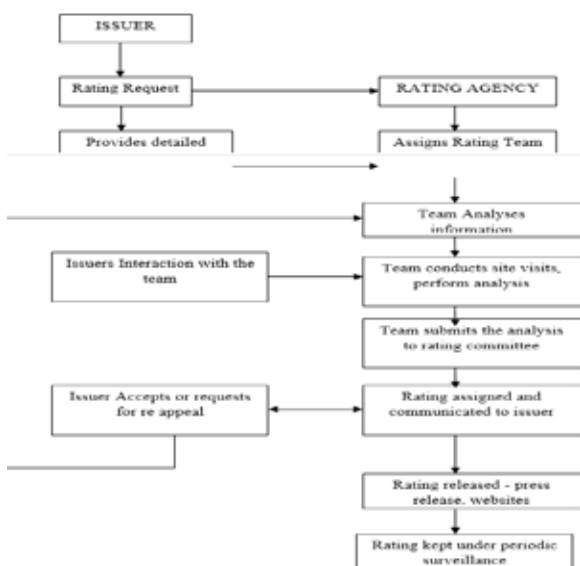 ISSUER
Rating Request
RATING AGENCY
Provides detailed
Assigns Rating Team
Team Analyses
information
Issuers Interaction with the
team
Team conducts site visits,
perform analysis
Team submits the analysis
to rating committee
Issuer Accepts or requests
for re appeal
Rating assigned and
communicated to issuer
Rating released - press
release, websites
Rating kept under periodic
surveillance